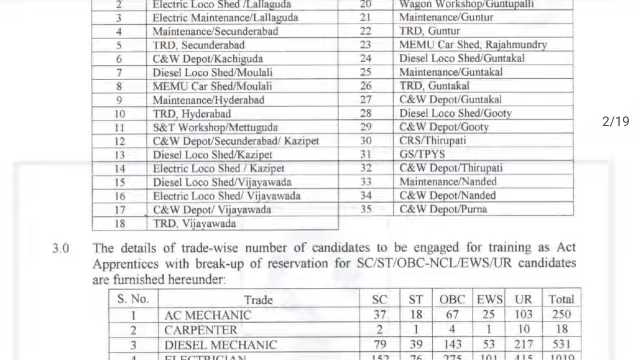 2 Electric Loco Shed /Lallaguda 20 Wagon Workshop/Guntupalli
3 Electric Maintenance/Lallaguda 21 Maintenance/Guntur
4 Maintenance/Secunderabad 22 TRD, Guntur
5 TRD, Secunderabad 23 MEMU Car Shed, Rajahmundry
6 C&W Depot/Kachiguda 24 Diesel Loco Shed/Guntakal
7 Diesel Loco Shed/Moulali 25 Maintenance/Guntakal
8 MEMU Car Shed/Moulali 26 TRD, Guntakal
9 Maintenance/Hyderabad 27 C&W Depot/Guntakal
10 TRD, Hyderabad 28 Diesel Loco Shed/Gooty
11 S&T Workshop/Mettuguda 29 C&W Depot/Gooty
12 C&W Depot/Secunderabad/ Kazipet 30 CRS/Thirupati
13 Diesel Loco Shed/Kazipet 31 GS/TPYS
14 Electric Loco Shed / Kazipet 32 C&W Depot/Thirupati
15 Diesel Loco Shed/Vijayawada 33 Maintenance/Nanded
16 Electric Loco Shed/ Vijayawada 34 C&W Depot/Nanded
17 C&W Depot/ Vijayawada 35 C&W Depot/Purna
18 TRD, Vijayawada
2/19
3.0 The details of trade-wise number of candidates to be engaged for training as Act
Apprentices with break-up of reservation for SC/ST/OBC-NCL/EWS/UR candidates
are furnished hereunder:
S. No. Trade SC ST OBC EWS UR Total
1 AC MECHANIC 37 18 67 25 103 250
2 CARPENTER 2 1 4 1 10 18
3 DIESEL MECHANIC 79 39 143 53 217 531
4 ELECTRICIAN 152 76 275 101 415 1019